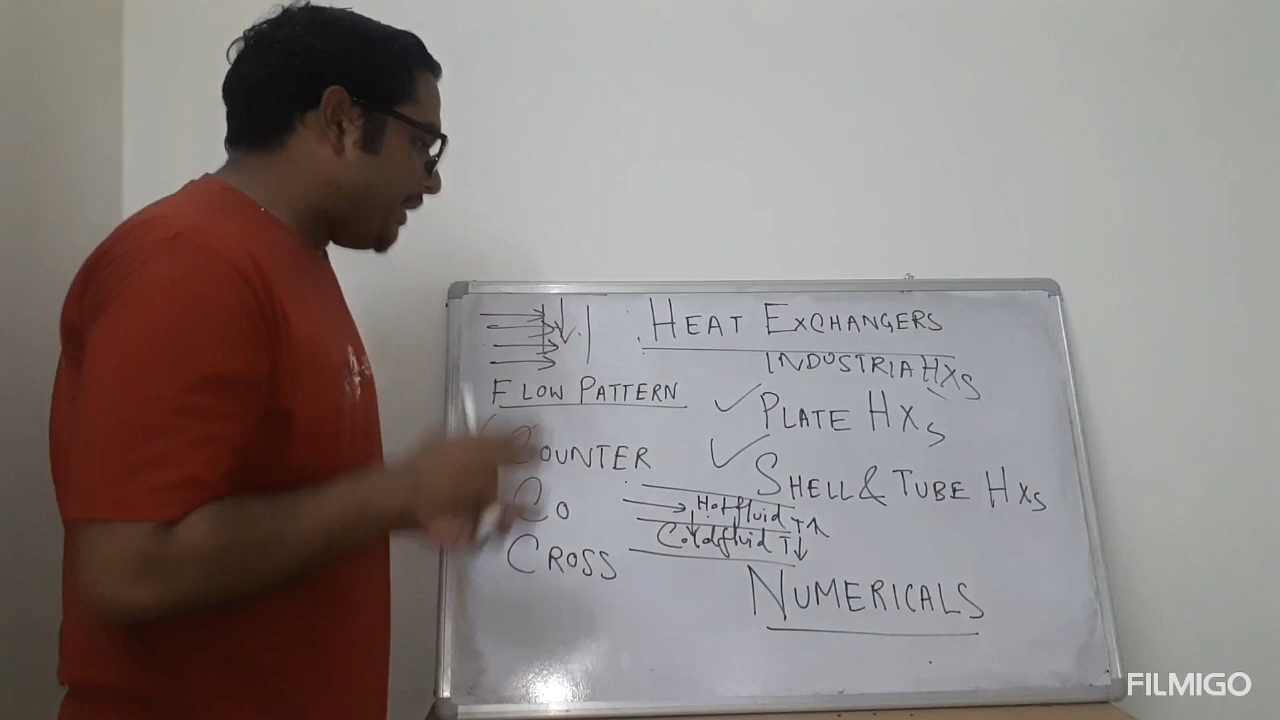 HEAT EXCHANGERS
INDUSTRIA HXS
FLOW PATTERN
PLATE HXS
COUNTER
SHELL & TUBE HXS
CO
Hot fluid T↑
Cold fluid T↓
CROSS
NUMERICALS
FILMIGO